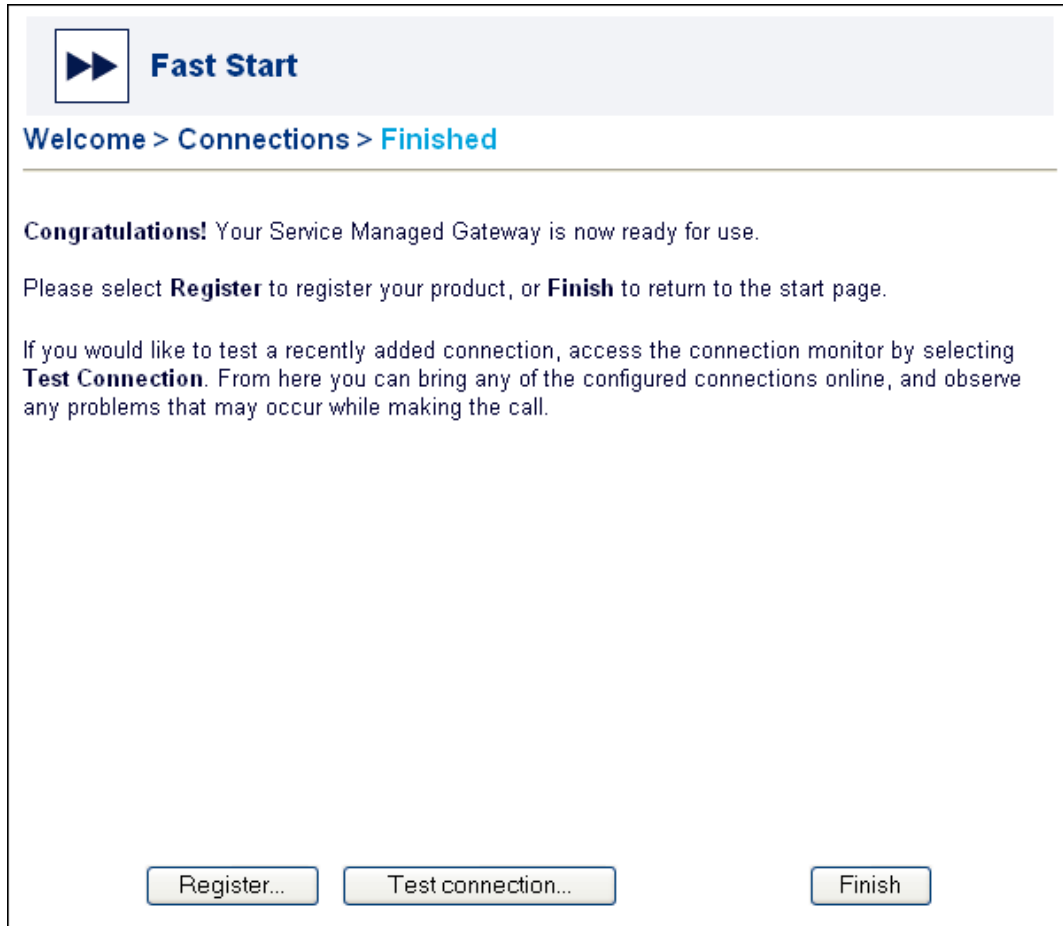 Fast Start
Welcome > Connections > Finished
Congratulations! Your Service Managed Gateway is now ready for use.
Please select Register to register your product, or Finish to return to the start page.
If you would like to test a recently added connection, access the connection monitor by selecting
Test Connection. From here you can bring any of the configured connections online, and observe
any problems that may occur while making the call.
Register... Test connection... Finish